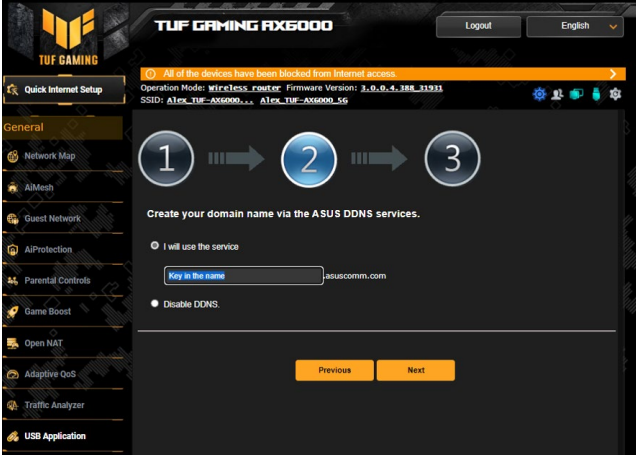 TUF GAMING AX6000
Logout
English
TUF GAMING
All of the devices have been blocked from Internet access.
Quick Internet Setup
Operation Mode: Wireless router Firmware Version: 3.0.0.4.388_31931
SSID: Alex_TUF-AX6000... Alex_TUF-AX6000_5G
General
Network Map
1
2
3
AiMesh
Guest Network
Create your domain name via the ASUS DDNS services.
AiProtection
I will use the service
Parental Controls
Key in the name .asuscomm.com
Game Boost
Disable DDNS.
Open NAT
Adaptive QoS
Previous
Next
Traffic Analyzer
USB Application